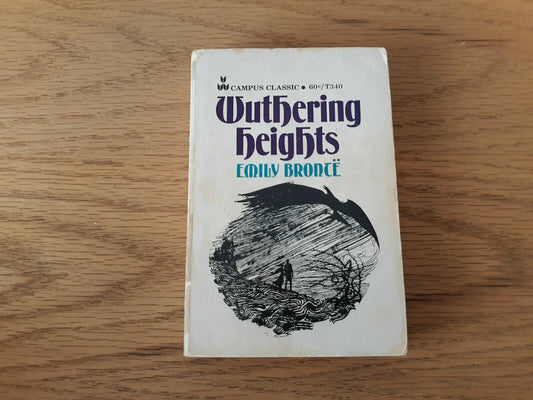 CAMPUS CLASSIC • 60¢/T340
Wuthering
heights
EMILY BRONTË